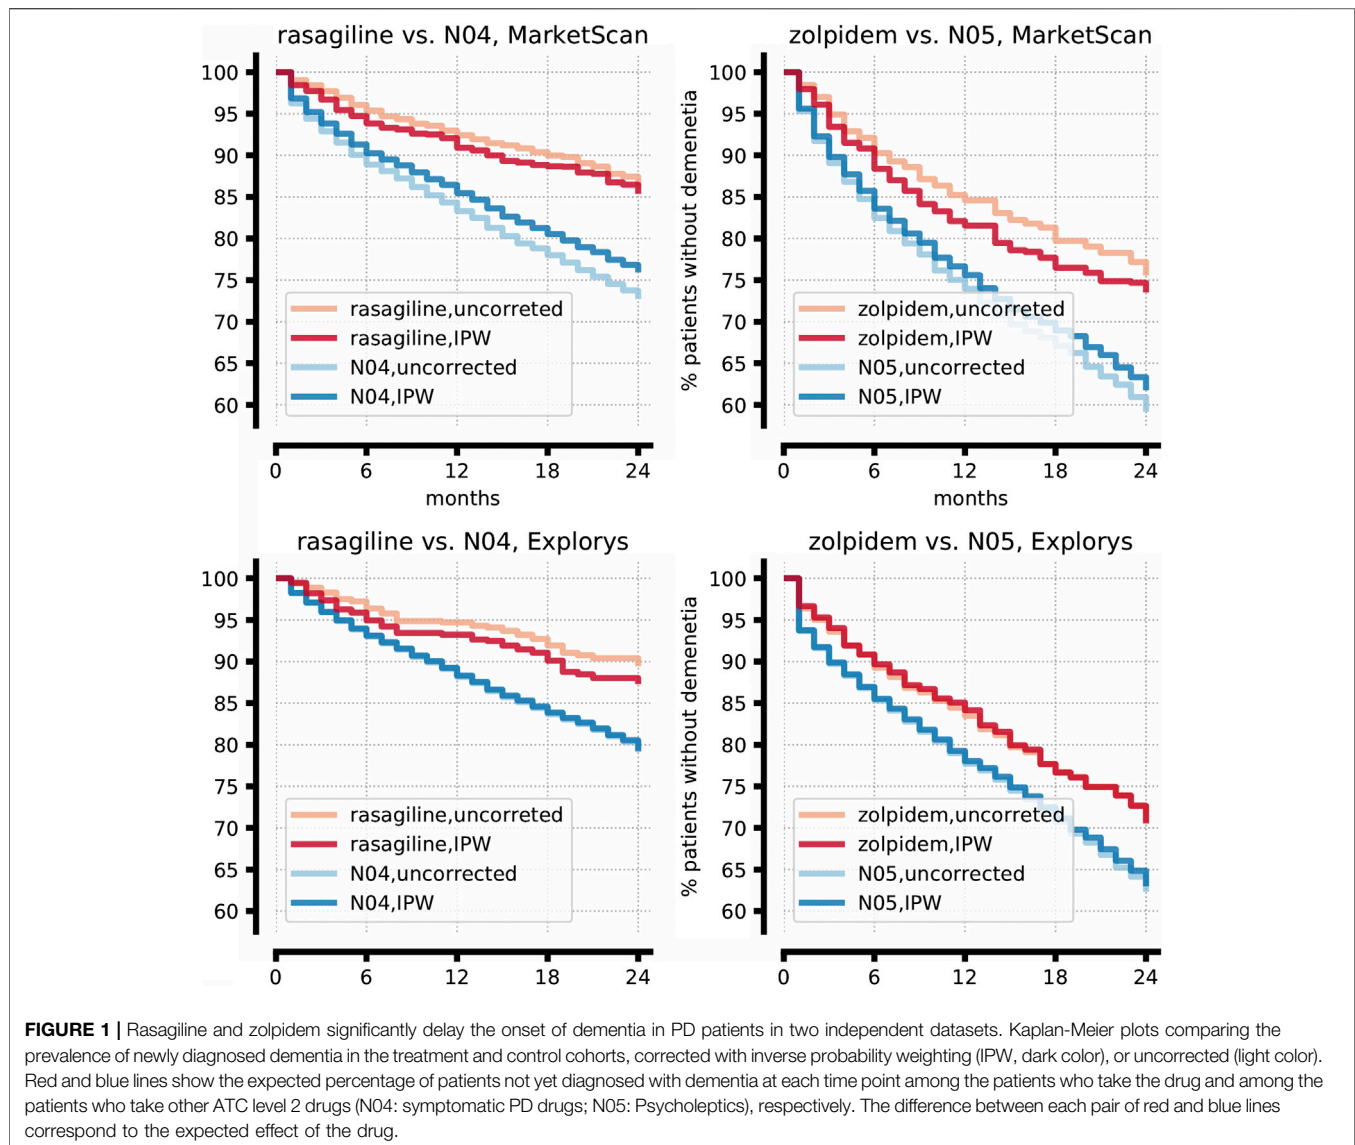 rasagiline vs. N04, MarketScan
100
95
90
85
80
75
70
65
60
rasagiline,uncorreted
rasagiline,IPW
N04,uncorrected
N04,IPW
0 6 12 18 24
months
zolpidem vs. N05, MarketScan
% patients without demenetia
100
95
90
85
80
75
70
65
60
zolpidem,uncorreted
zolpidem,IPW
N05,uncorrected
N05,IPW
0 6 12 18 24
months
rasagiline vs. N04, Explorys
100
95
90
85
80
75
70
65
60
rasagiline,uncorreted
rasagiline,IPW
N04,uncorrected
N04,IPW
0 6 12 18 24
zolpidem vs. N05, Explorys
% patients without demenetia
100
95
90
85
80
75
70
65
60
zolpidem,uncorreted
zolpidem,IPW
N05,uncorrected
N05,IPW
0 6 12 18 24
FIGURE 1 | Rasagiline and zolpidem significantly delay the onset of dementia in PD patients in two independent datasets. Kaplan-Meier plots comparing the
prevalence of newly diagnosed dementia in the treatment and control cohorts, corrected with inverse probability weighting (IPW, dark color), or uncorrected (light color).
Red and blue lines show the expected percentage of patients not yet diagnosed with dementia at each time point among the patients who take the drug and among the
patients who take other ATC level 2 drugs (N04: symptomatic PD drugs; N05: Psycholeptics), respectively. The difference between each pair of red and blue lines
correspond to the expected effect of the drug.